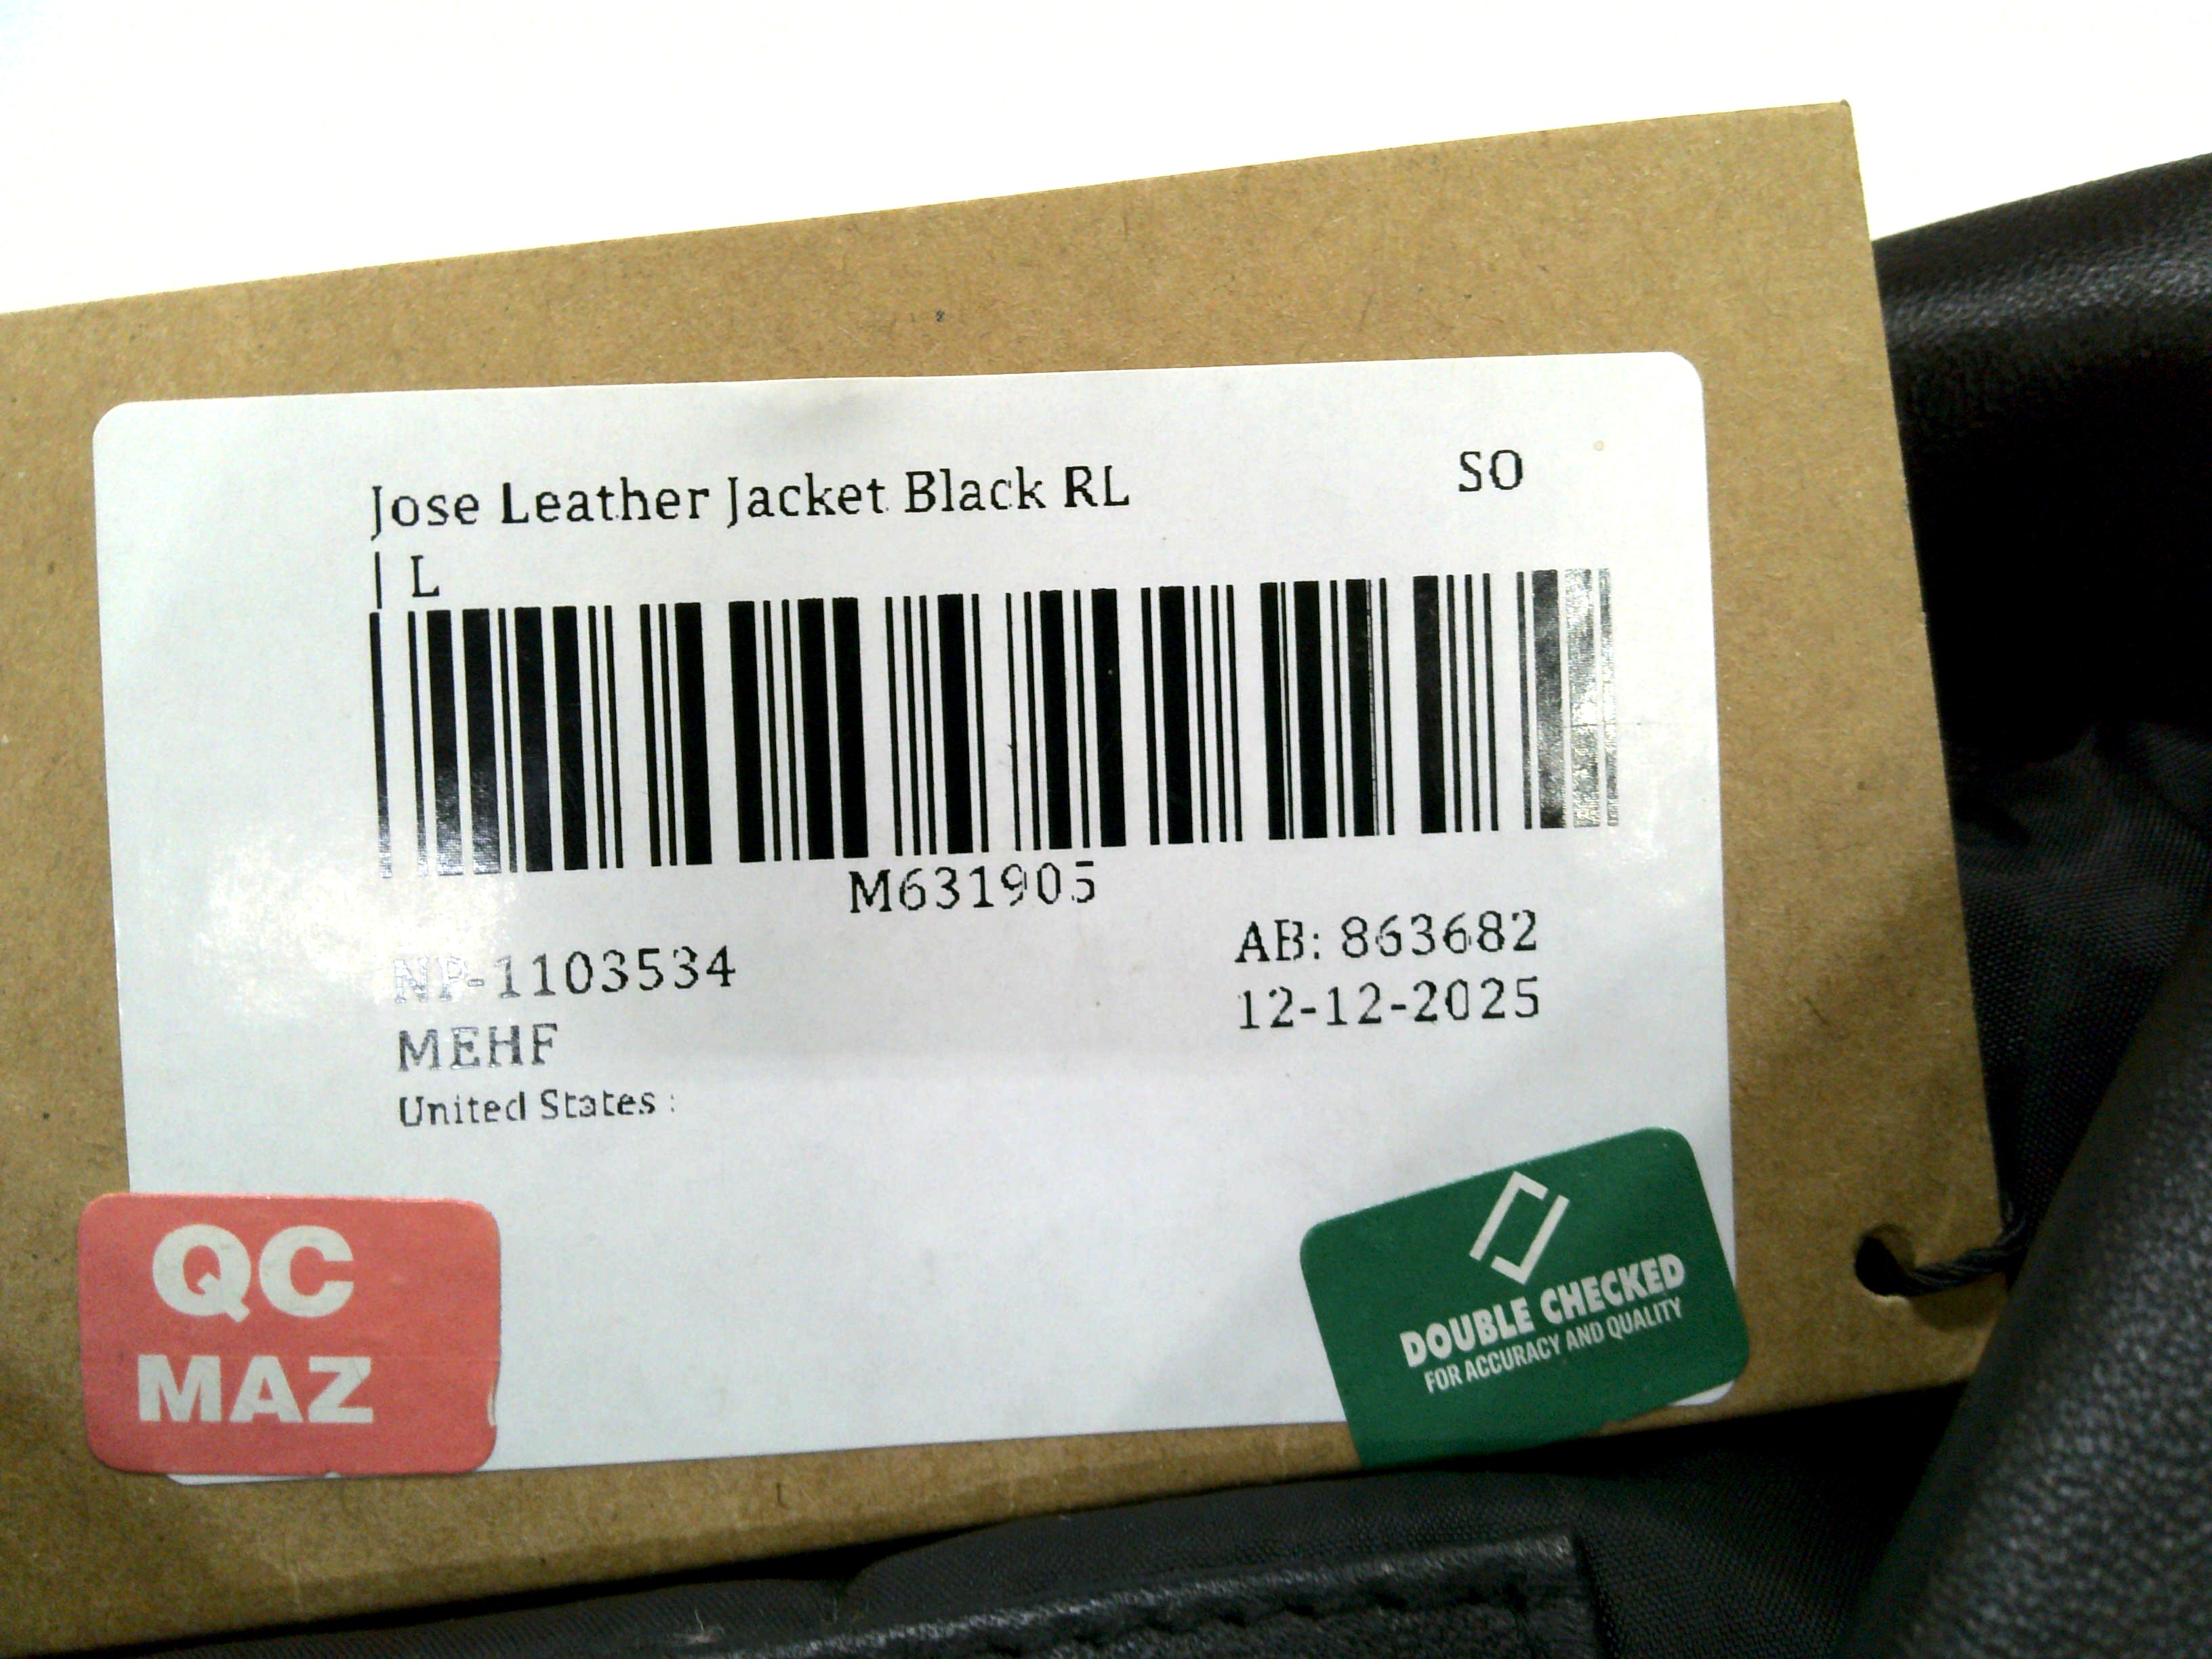 Jose Leather Jacket Black RL
SO
| L
M631905
NP-1103534
AB: 863682
MEHF
12-12-2025
United States :
QC
MAZ
DOUBLE CHECKED
FOR ACCURACY AND QUALITY